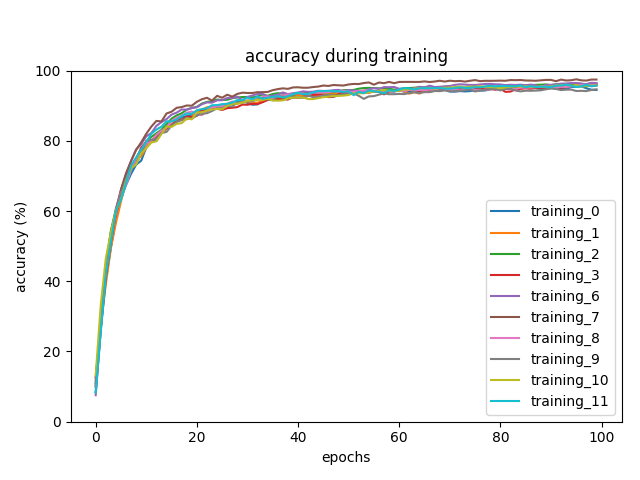 accuracy during training
100
80
60
40
20
0
accuracy (%)
0 20 40 60 80 100
epochs
training_0
training_1
training_2
training_3
training_6
training_7
training_8
training_9
training_10
training_11